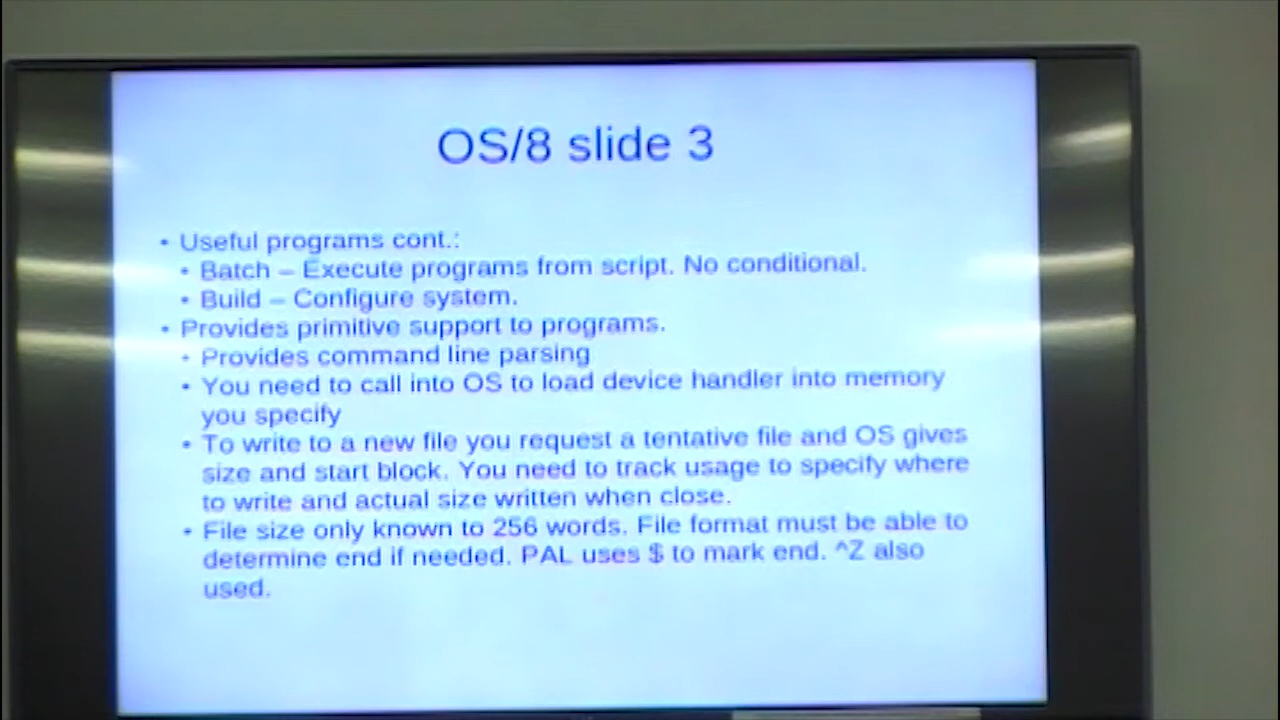 OS/8 slide 3
• Useful programs cont.:
• Batch – Execute programs from script. No conditional.
• Build – Configure system.
• Provides primitive support to programs.
• Provides command line parsing
• You need to call into OS to load device handler into memory
you specify
• To write to a new file you request a tentative file and OS gives
size and start block. You need to track usage to specify where
to write and actual size written when close.
• File size only known to 256 words. File format must be able to
determine end if needed. PAL uses $ to mark end. ^Z also
used.